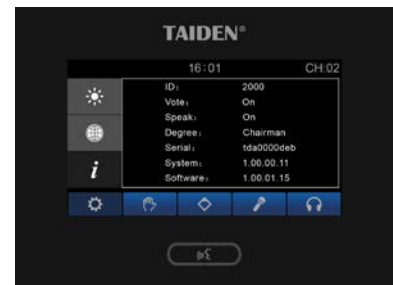 TAIDEN®
16:01 CH:02
ID: 2000
Vote: On
Speak: On
Degree: Chairman
Serial: tda0000deb
System: 1.00.00.11
Software: 1.00.01.15
i